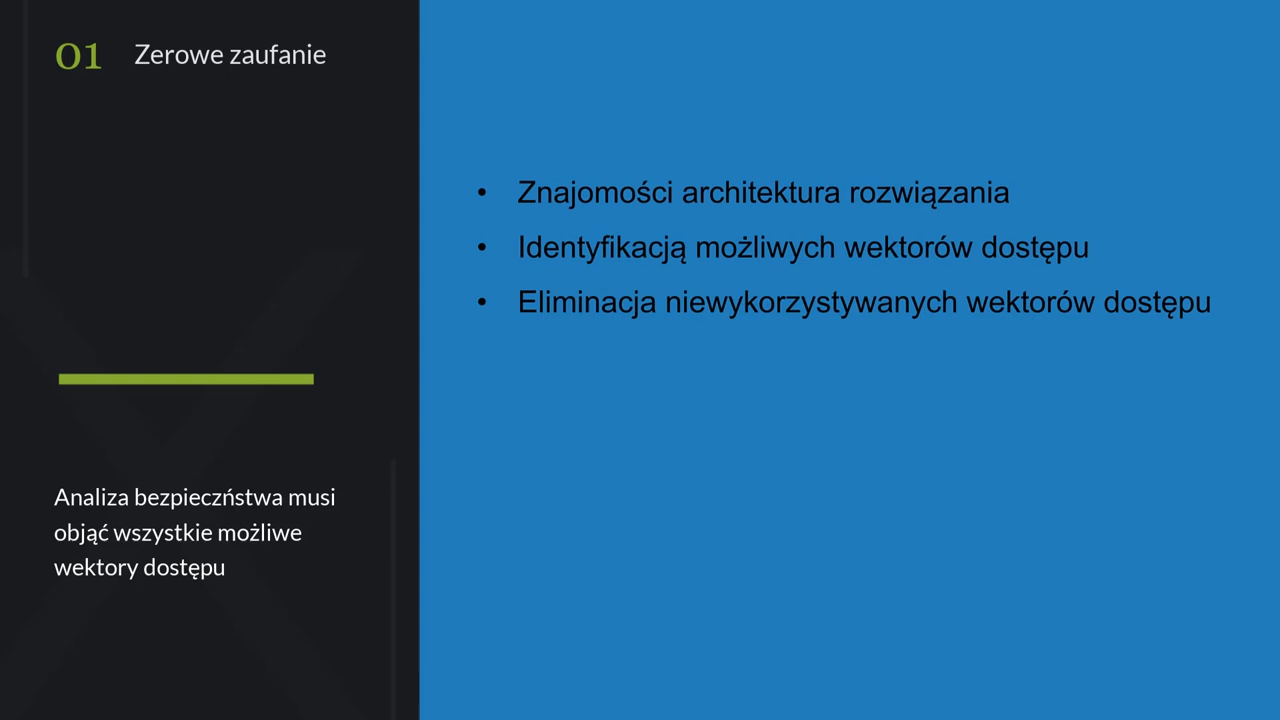 01 Zerowe zaufanie
Analiza bezpieczństwa musi
objąć wszystkie możliwe
wektory dostępu
• Znajomości architektura rozwiązania
• Identyfikacją możliwych wektorów dostępu
• Eliminacja niewykorzystywanych wektorów dostępu